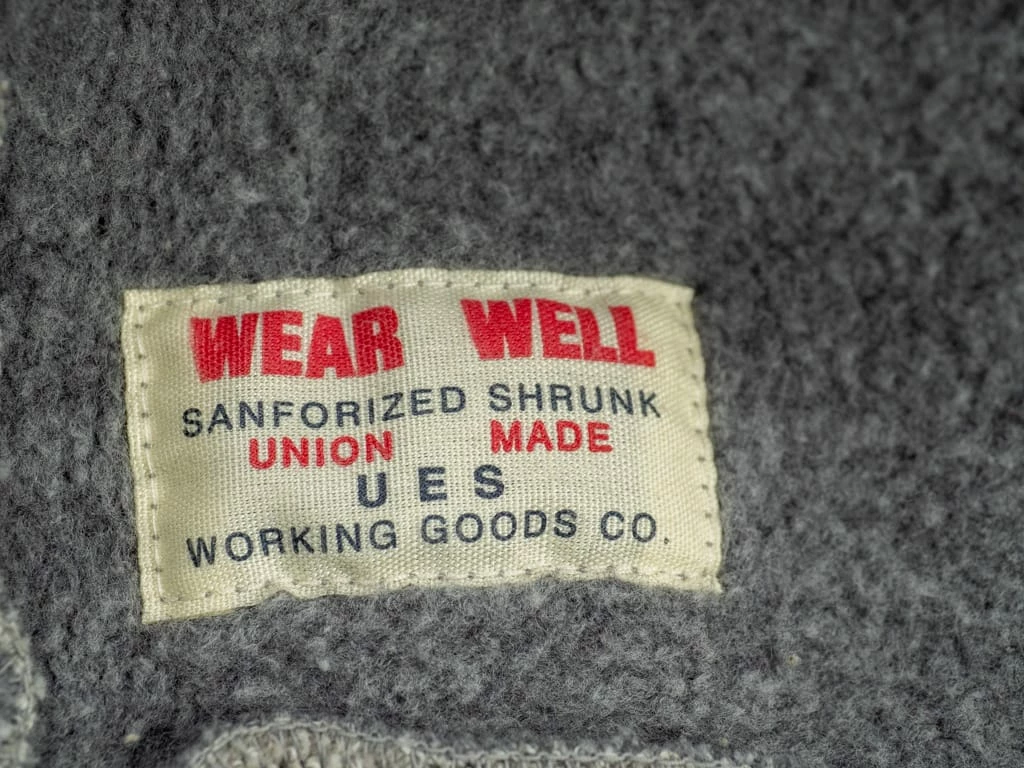 WEAR WELL
SANFORIZED SHRUNK
UNION MADE
U E S
WORKING GOODS CO.